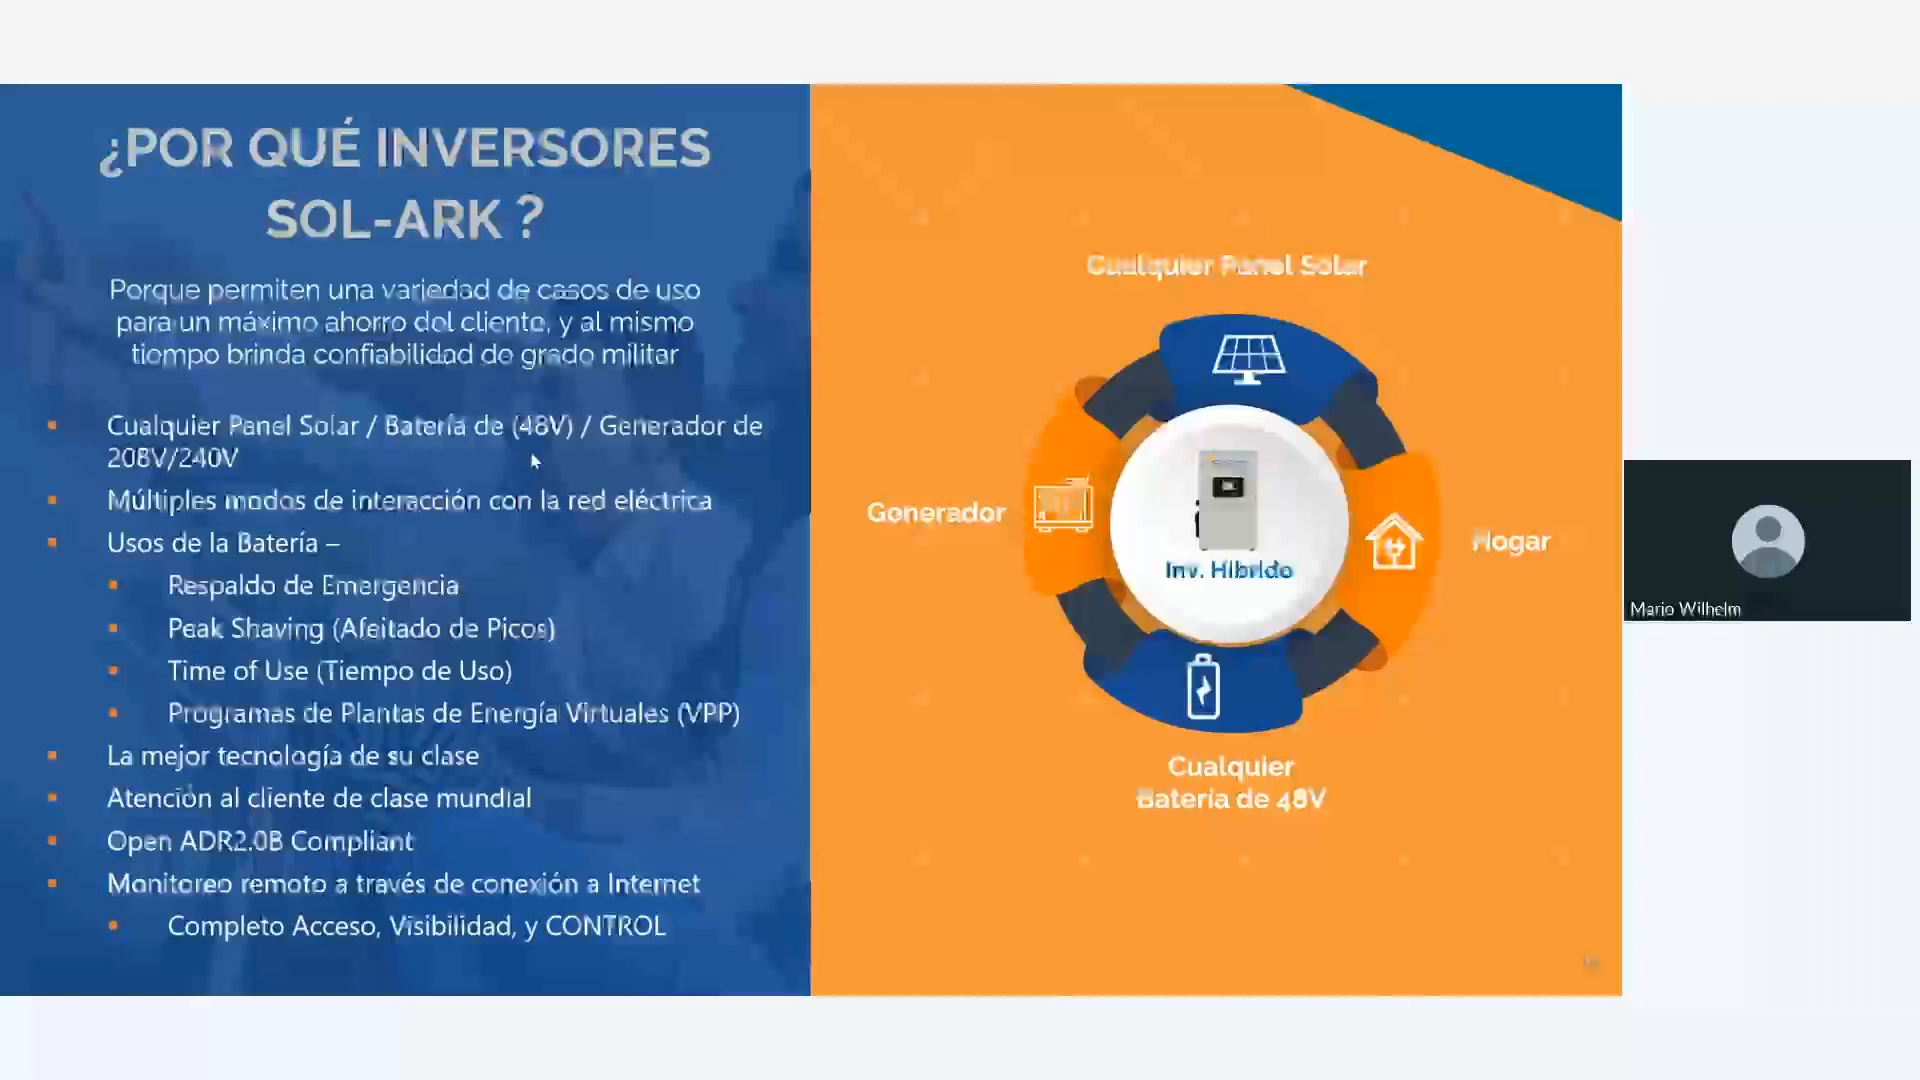 ¿POR QUÉ INVERSORES
SOL-ARK ?
Porque permiten una variedad de casos de uso
para un máximo ahorro del cliente, y al mismo
tiempo brinda confiabilidad de grado militar
Cualquier Panel Solar / Batería de (48V) / Generador de
208V/240V
Múltiples modos de interacción con la red eléctrica
Usos de la Batería –
Respaldo de Emergencia
Peak Shaving (Afeitado de Picos)
Time of Use (Tiempo de Uso)
Programas de Plantas de Energía Virtuales (VPP)
La mejor tecnología de su clase
Atención al cliente de clase mundial
Open ADR2.0B Compliant
Monitoreo remoto a través de conexión a Internet
Completo Acceso, Visibilidad, y CONTROL
Cualquier Panel Solar
Generador
Inv. Híbrido
Hogar
Cualquier
Batería de 48V
Mario Wilhelm